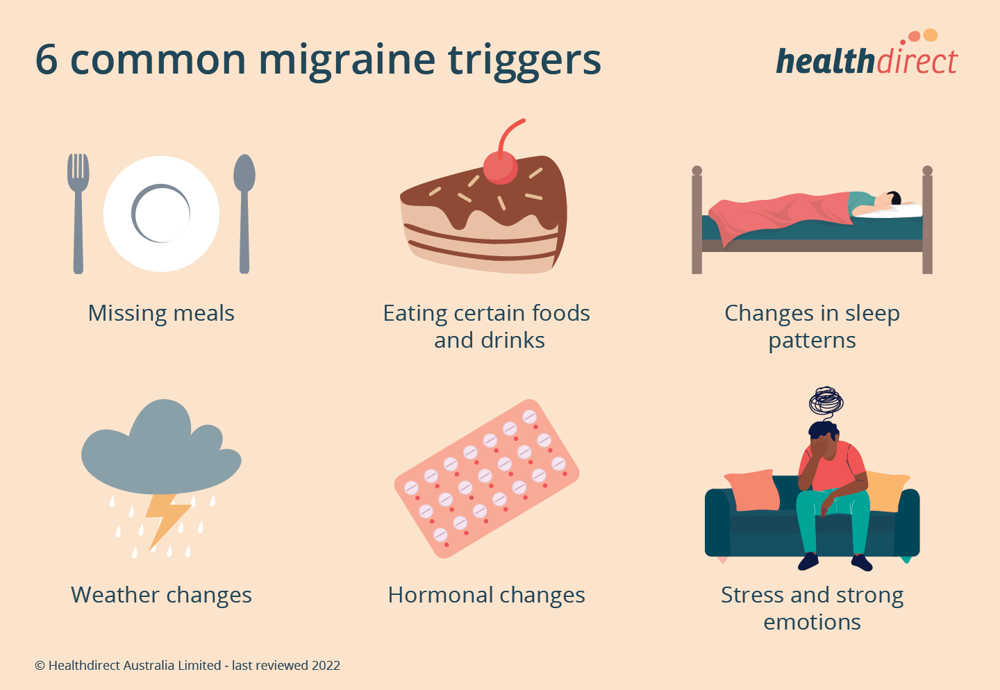 6 common migraine triggers
healthdirect
Missing meals
Eating certain foods
and drinks
Changes in sleep
patterns
Weather changes
Hormonal changes
Stress and strong
emotions
© Healthdirect Australia Limited - last reviewed 2022